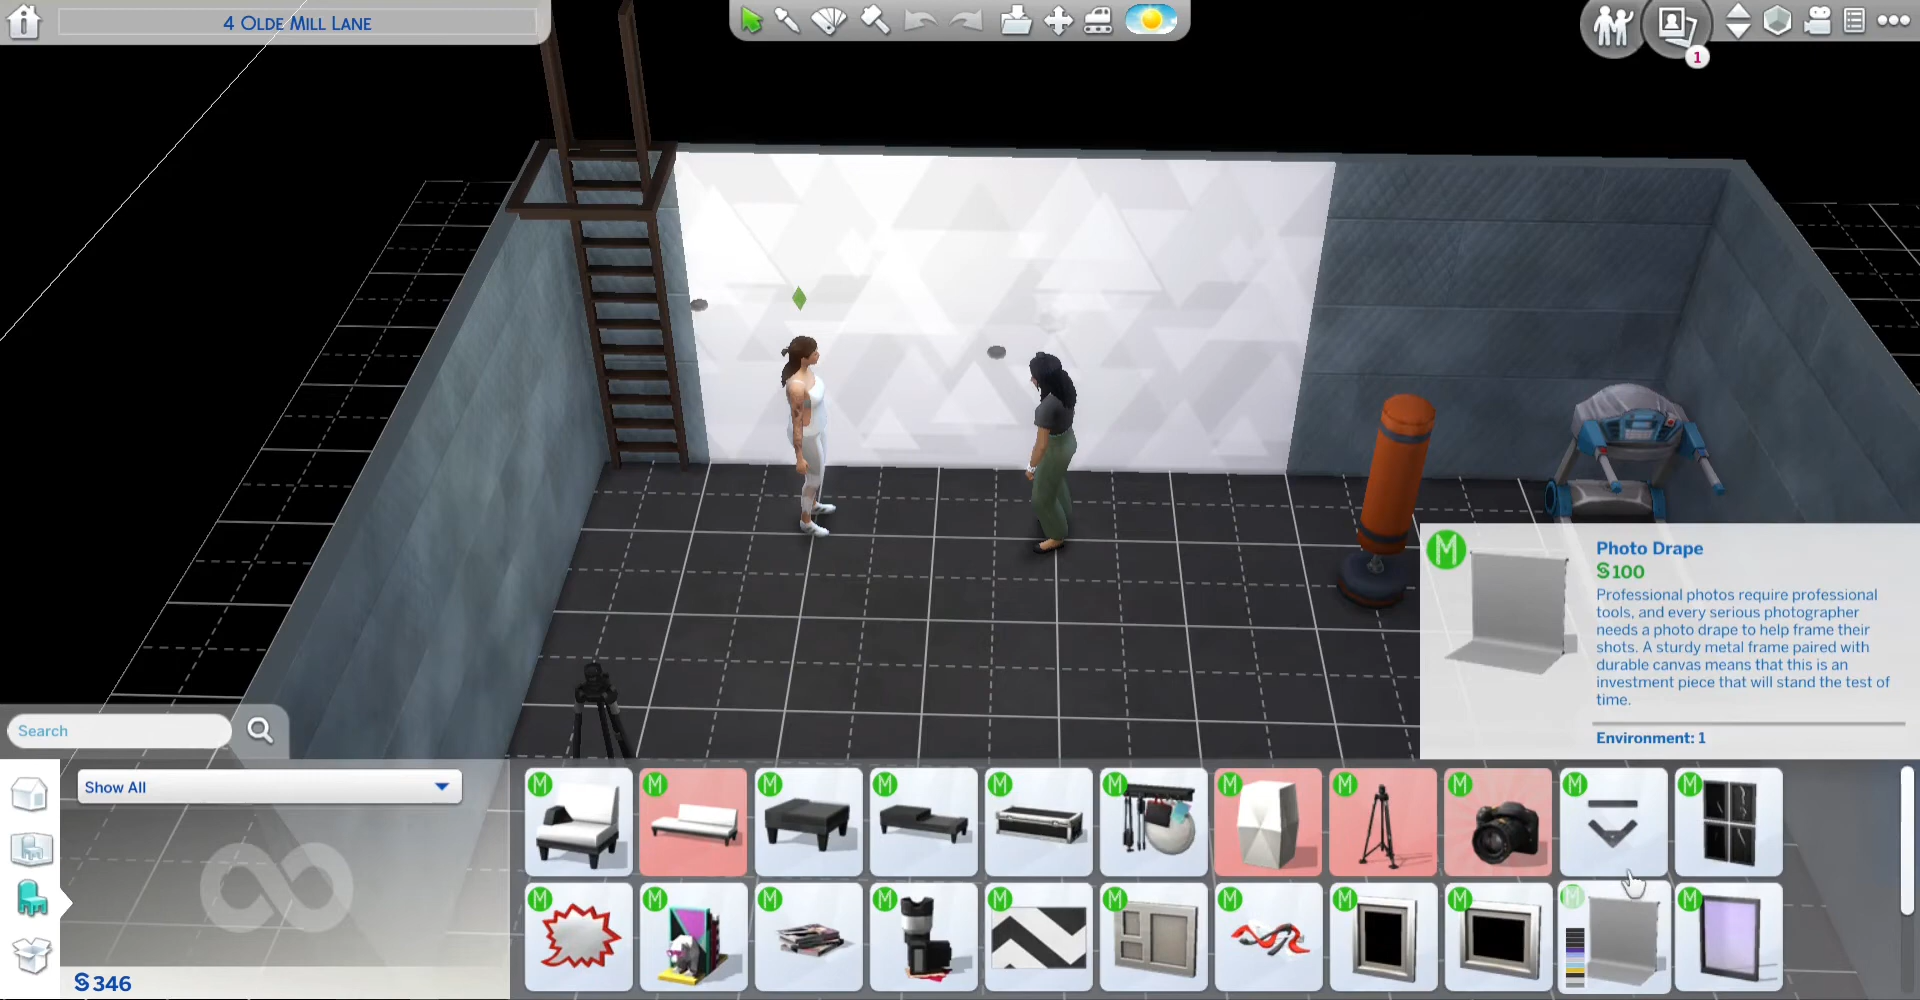 4 Olde Mill Lane
1
M
Photo Drape
§100
Professional photos require professional
tools, and every serious photographer
needs a photo drape to help frame their
shots. A sturdy metal frame paired with
durable canvas means that this is an
investment piece that will stand the test of
time.
Environment: 1
Search
Show All
M M M M M M M M M M M
M M M M M M M M M M M
§346